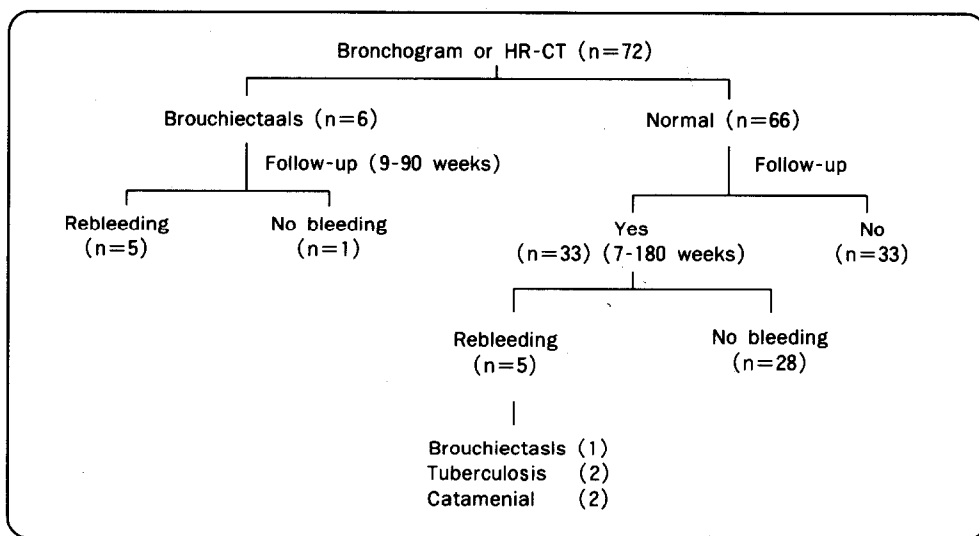 Bronchogram or HR-CT (n=72)
Brouchiectaals (n=6)
Normal (n=66)
Follow-up (9-90 weeks)
Follow-up
Rebleeding
(n=5)
No bleeding
(n=1)
Yes
(n=33) (7-180 weeks)
No
(n=33)
Rebleeding
(n=5)
No bleeding
(n=28)
Brouchiectasls (1)
Tuberculosis (2)
Catamenial (2)